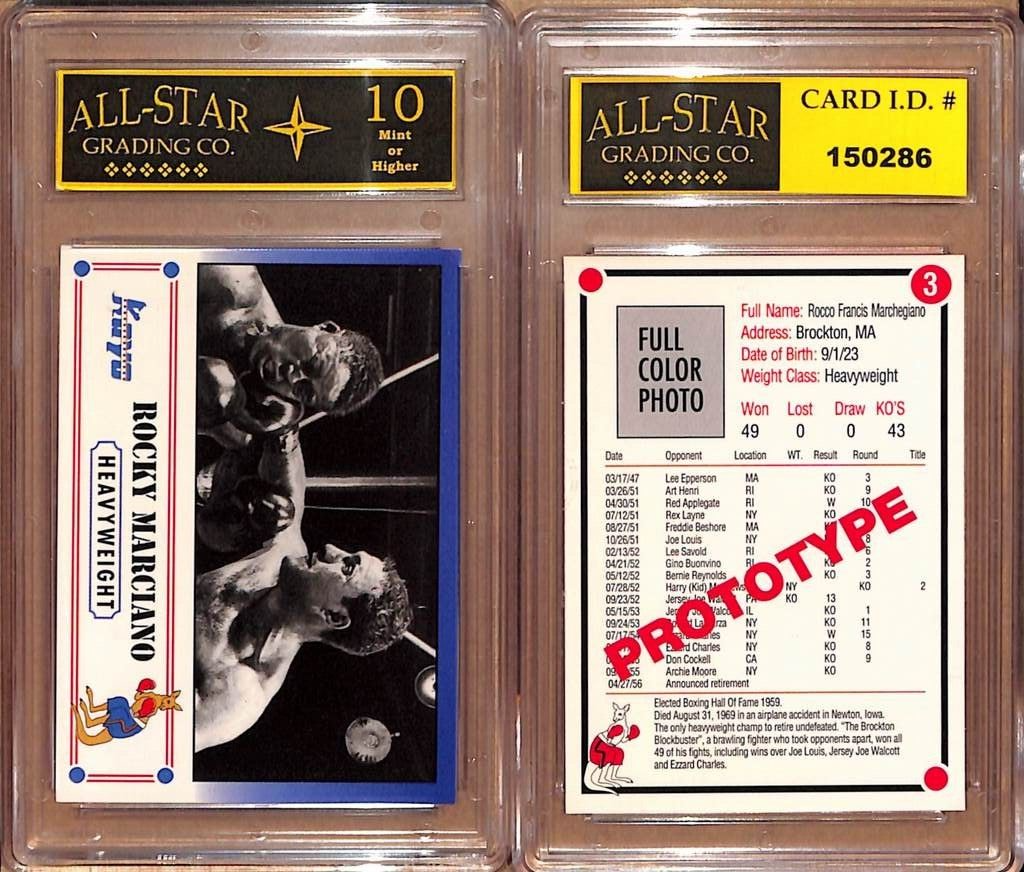 ALL-STAR
GRADING CO.
10
Mint
or
Higher
KAYO
ROCKY MARCIANO
HEAVYWEIGHT
ALL-STAR
GRADING CO.
CARD I.D. #
150286
3
FULL
COLOR
PHOTO
Full Name: Rocco Francis Marchegiano
Address: Brockton, MA
Date of Birth: 9/1/23
Weight Class: Heavyweight
Won Lost Draw KO'S
49 0 0 43
Date Opponent Location WT. Result Round Title
03/17/47 Lee Epperson MA KO 3
03/26/51 Art Henri RI KO 9
04/30/51 Red Applegate RI W 10
07/12/51 Rex Layne NY KO
08/27/51 Freddie Beshore MA KO
10/26/51 Joe Louis NY 8
02/13/52 Lee Savold RI 6
04/21/52 Gino Buonvino RI KO 2
05/12/52 Bernie Reynolds KO 3
07/28/52 Harry (Kid) NY KO 2
09/23/52 Jersey Joe PA KO 13
05/15/53 IL KO 1
09/24/53 NY KO 11
07/17/54 NY W 15
Ezzard Charles NY KO 8
Don Cockell CA KO 9
Archie Moore NY KO
04/27/56 Announced retirement
PROTOTYPE
Elected Boxing Hall Of Fame 1959.
Died August 31, 1969 in an airplane accident in Newton, Iowa.
The only heavyweight champ to retire undefeated. "The Brockton
Blockbuster", a brawling fighter who took opponents apart, won all
49 of his fights, including wins over Joe Louis, Jersey Joe Walcott
and Ezzard Charles.